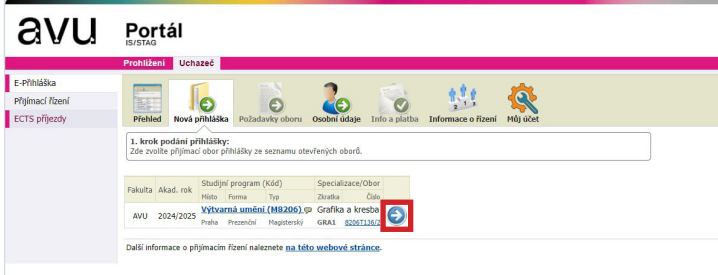 avu Portál
IS/STAG
Prohlížení Uchazeč
E-Přihláška
Přijímací řízení
ECTS příjezdy
Přehled Nová přihláška Požadavky oboru Osobní údaje Info a platba Informace o řízení Můj účet
1. krok podání přihlášky:
Zde zvolíte přijímací obor přihlášky ze seznamu otevřených oborů.
Fakulta Akad. rok Studijní program (Kód) Specializace/Obor
Místo Forma Typ Zkratka Číslo
AVU 2024/2025 Výtvarná umění (M8206) Grafika a kresba
Praha Prezenční Magisterský GRA1 8206T136/2
Další informace o přijímacím řízení naleznete na této webové stránce.